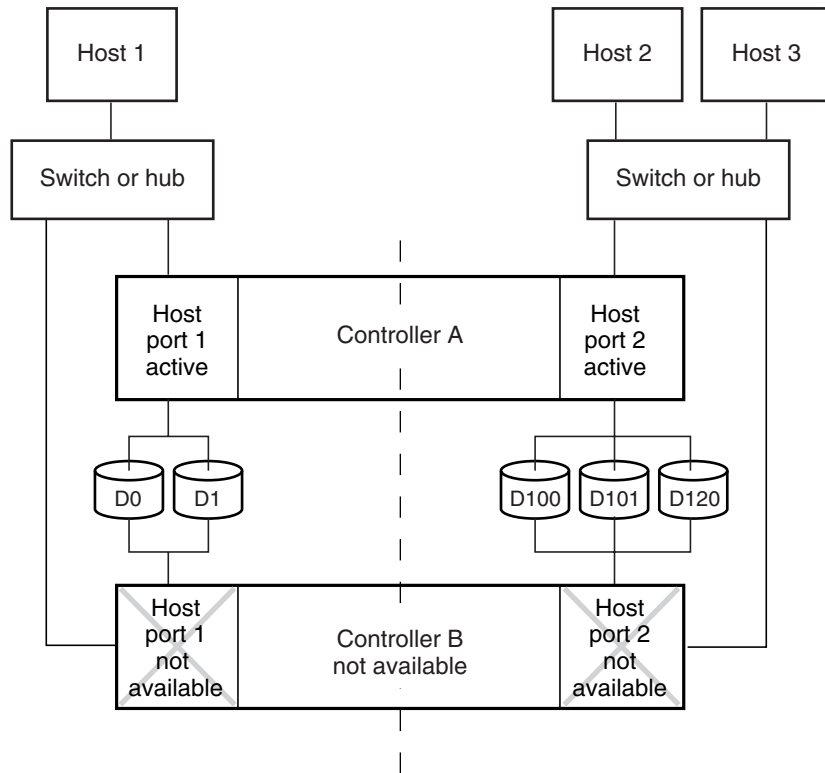 Host 1
Host 2
Host 3
Switch or hub
Switch or hub
Host
port 1
active
Controller A
Host
port 2
active
D0
D1
D100
D101
D120
Host
port 1
not
available
Controller B
not available
Host
port 2
not
available